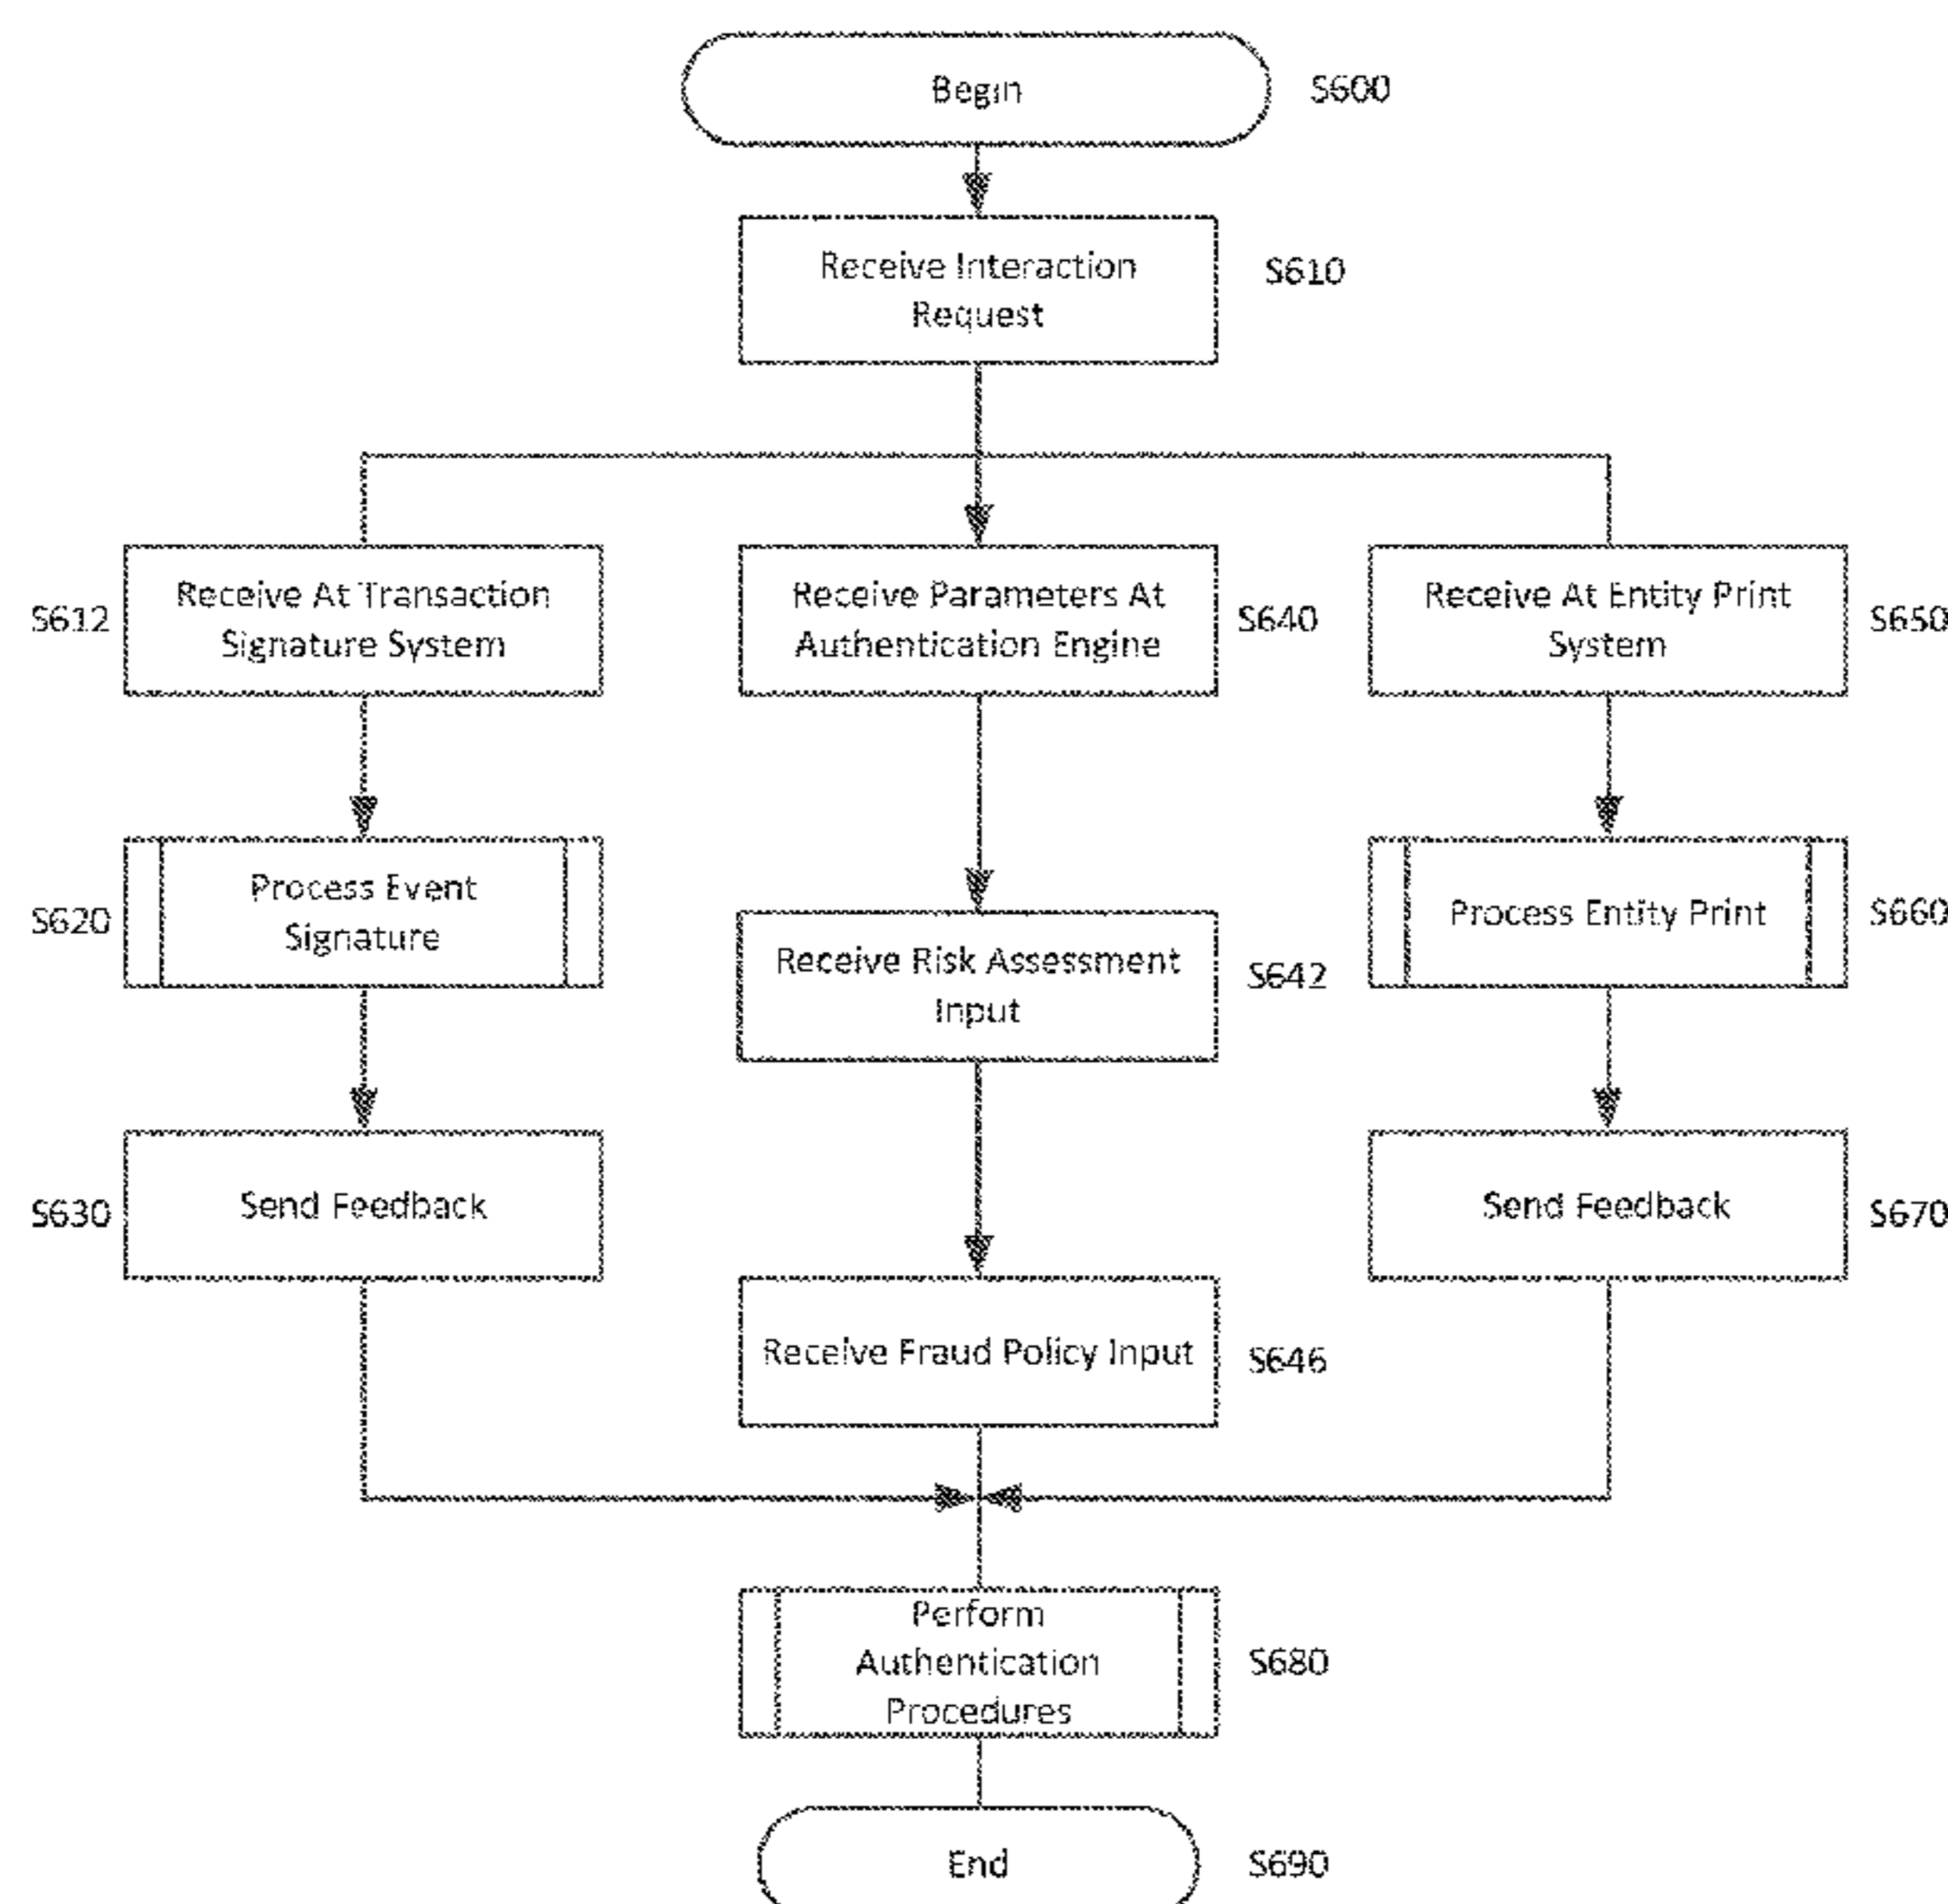 Begin
S600
Receive Interaction
Request
S610
S612
Receive At Transaction
Signature System
Receive Parameters At
Authentication Engine
S640
Receive At Entity Print
System
S650
S620
Process Event
Signature
Receive Risk Assessment
Input
S642
Process Entity Print
S660
S630
Send Feedback
Send Feedback
S670
Receive Fraud Policy Input
S646
Perform
Authentication
Procedures
S680
End
S690